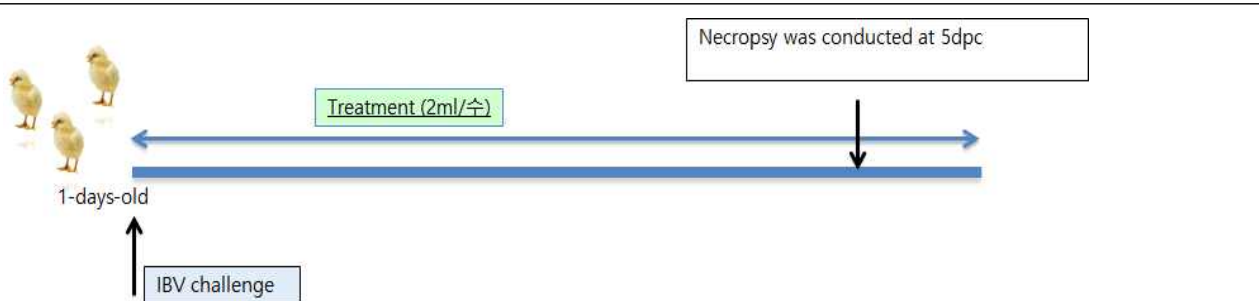 Necropsy was conducted at 5dpc
Treatment (2ml/수)
1-days-old
IBV challenge